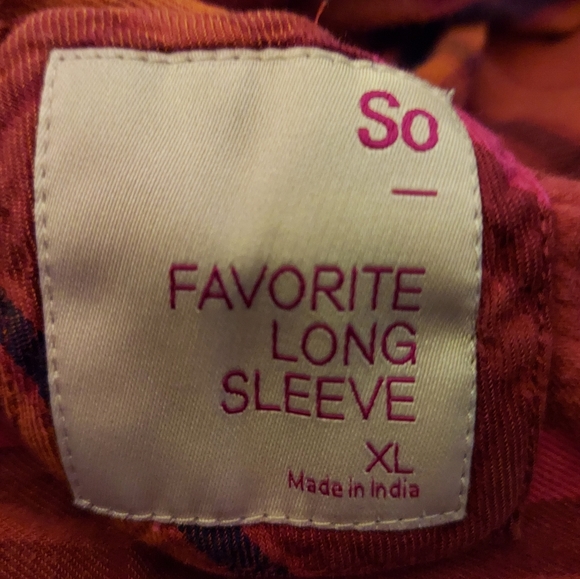 So
FAVORITE
LONG
SLEEVE
XL
Made in India